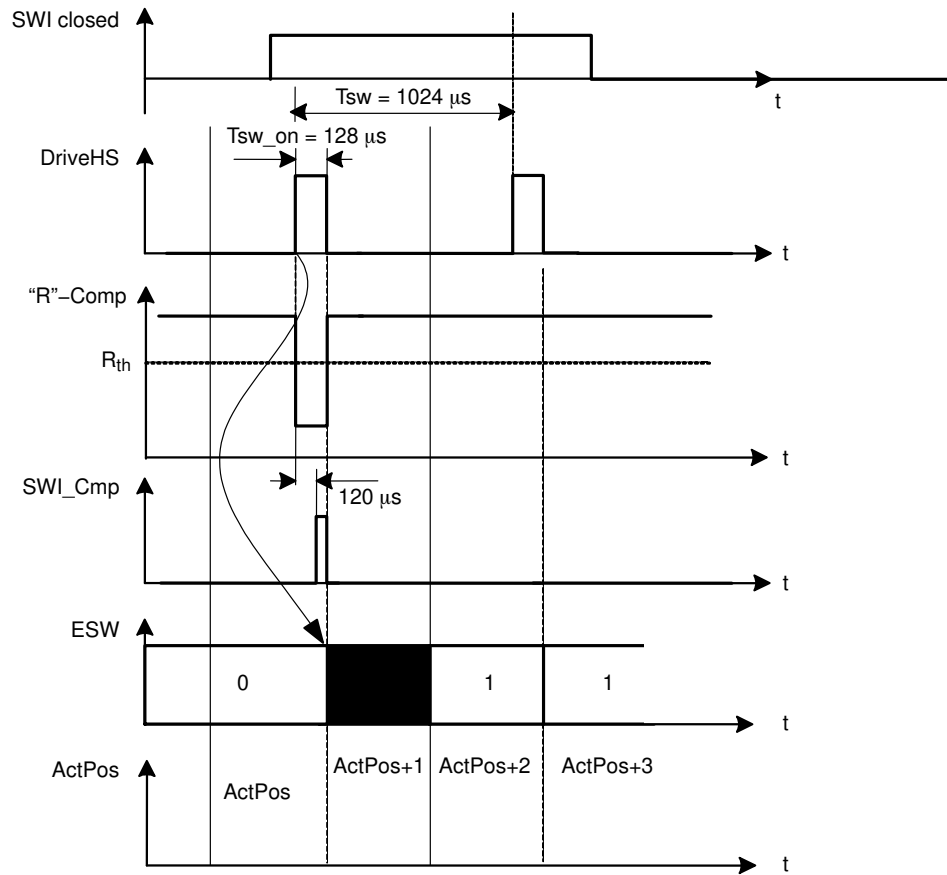 SWI closed
t
Tsw = 1024 μs
Tsw_on = 128 μs
DriveHS
t
“R”−Comp
Rth
t
SWI_Cmp
120 μs
t
ESW
0
1
1
t
ActPos
ActPos
ActPos+1
ActPos+2
ActPos+3
t